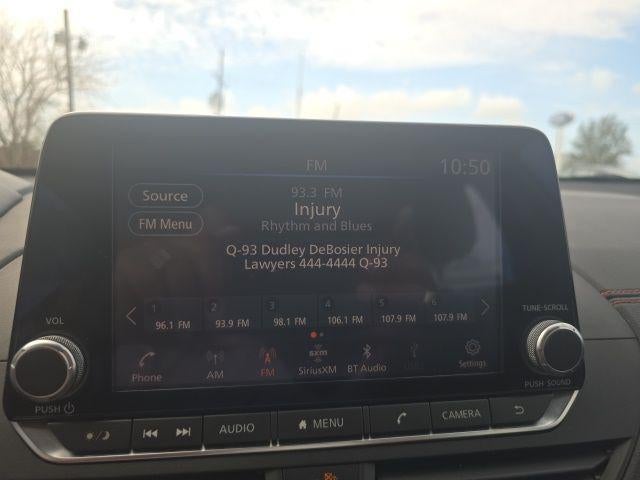 FM
10:50
Source
FM Menu
93.3 FM
Injury
Rhythm and Blues
Q-93 Dudley DeBosier Injury
Lawyers 444-4444 Q-93
1 2 3 4 5 6
96.1 FM 93.9 FM 98.1 FM 106.1 FM 107.9 FM 107.9 FM
sxm
Phone AM FM SiriusXM BT Audio USB Settings
VOL
PUSH
TUNE·SCROLL
PUSH SOUND
AUDIO MENU CAMERA